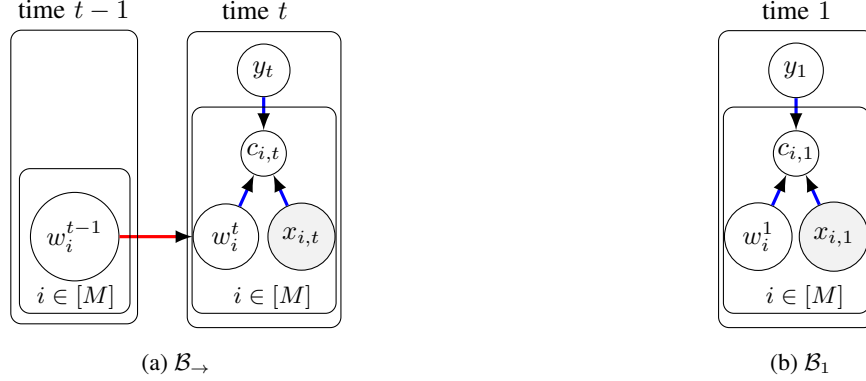 time t − 1 time t time 1
y_t y_1
c_{i,t} c_{i,1}
w_i^{t−1} w_i^t x_{i,t} w_i^1 x_{i,1}
i ∈ [M] i ∈ [M] i ∈ [M]
(a) ℬ_→ (b) ℬ_1